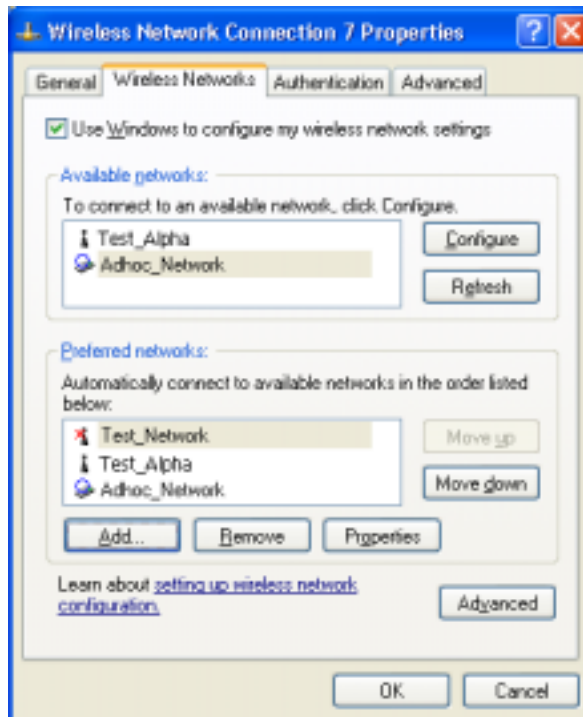 Wireless Network Connection 7 Properties
General Wireless Networks Authentication Advanced
Use Windows to configure my wireless network settings
Available networks:
To connect to an available network, click Configure.
Test_Alpha
Adhoc_Network
Configure
Refresh
Preferred networks:
Automatically connect to available networks in the order listed
below:
Test_Network
Test_Alpha
Adhoc_Network
Move up
Move down
Add... Remove Properties
Learn about setting up wireless network
configuration.
Advanced
OK Cancel